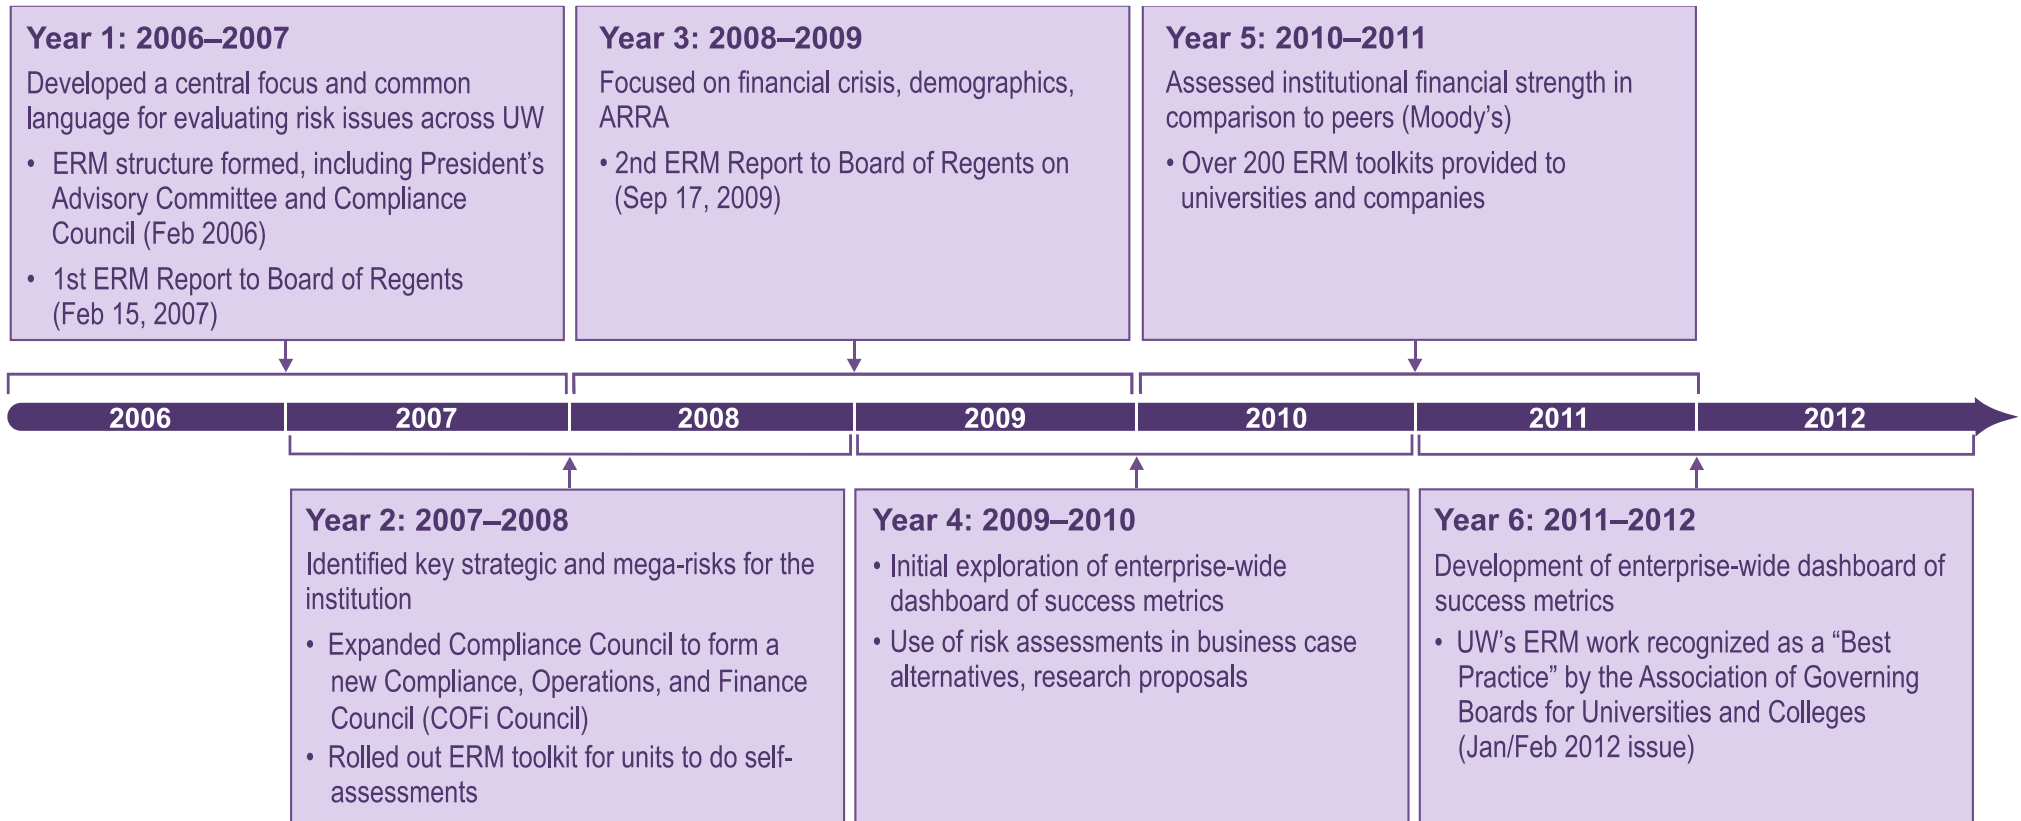 Year 1: 2006–2007
Developed a central focus and common
language for evaluating risk issues across UW
• ERM structure formed, including President’s
Advisory Committee and Compliance
Council (Feb 2006)
• 1st ERM Report to Board of Regents
(Feb 15, 2007)
Year 3: 2008–2009
Focused on financial crisis, demographics,
ARRA
• 2nd ERM Report to Board of Regents on
(Sep 17, 2009)
Year 5: 2010–2011
Assessed institutional financial strength in
comparison to peers (Moody’s)
• Over 200 ERM toolkits provided to
universities and companies
2006 2007 2008 2009 2010 2011 2012
Year 2: 2007–2008
Identified key strategic and mega-risks for the
institution
• Expanded Compliance Council to form a
new Compliance, Operations, and Finance
Council (COFi Council)
• Rolled out ERM toolkit for units to do self-
assessments
Year 4: 2009–2010
• Initial exploration of enterprise-wide
dashboard of success metrics
• Use of risk assessments in business case
alternatives, research proposals
Year 6: 2011–2012
Development of enterprise-wide dashboard of
success metrics
• UW’s ERM work recognized as a “Best
Practice” by the Association of Governing
Boards for Universities and Colleges
(Jan/Feb 2012 issue)